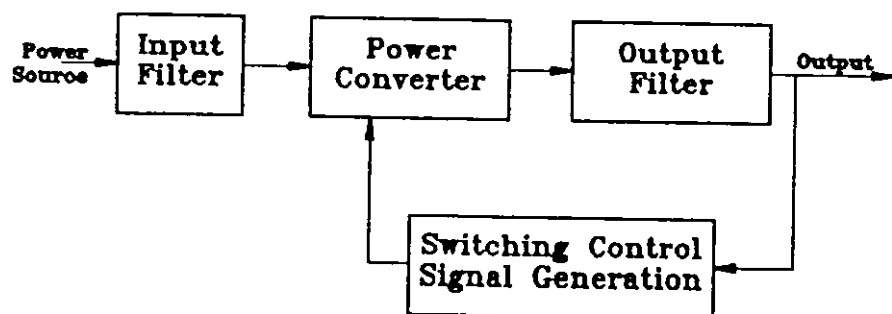 Power
Source
Input
Filter
Power
Converter
Output
Filter
Output
Switching Control
Signal Generation